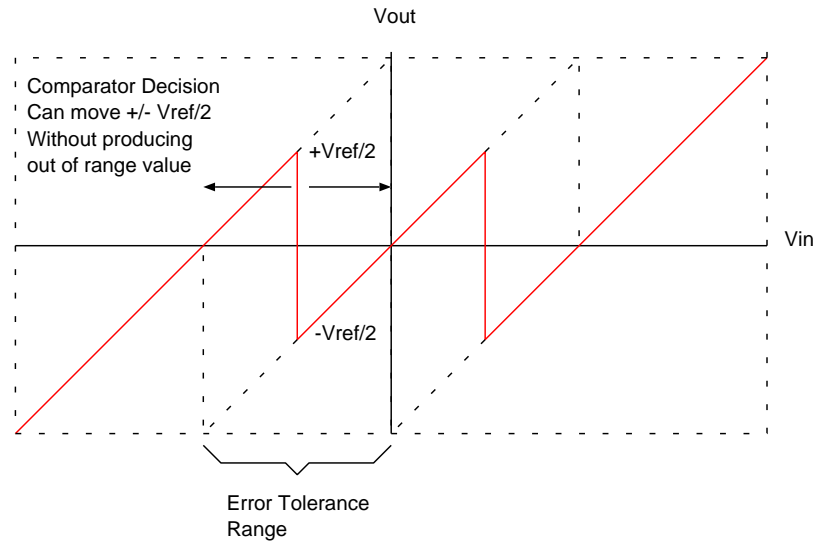 Vout
Comparator Decision
Can move +/- Vref/2
Without producing
out of range value
+Vref/2
Vin
-Vref/2
Error Tolerance
Range